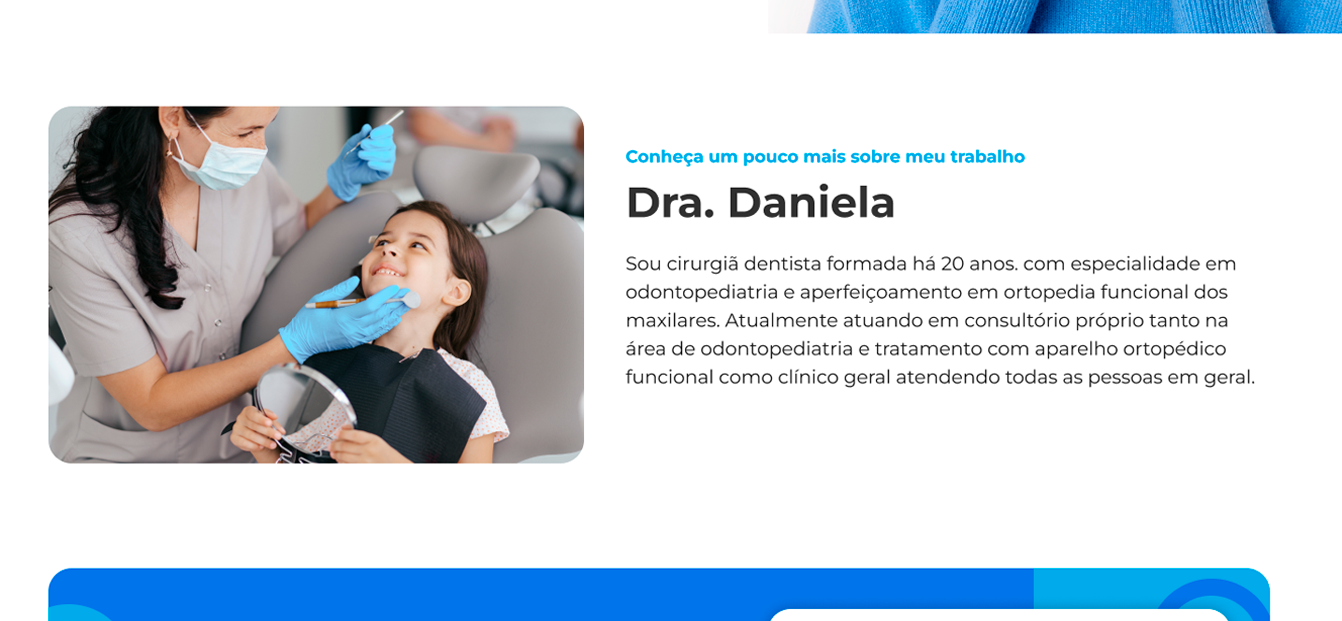 Conheça um pouco mais sobre meu trabalho
Dra. Daniela
Sou cirurgiã dentista formada há 20 anos. com especialidade em
odontopediatria e aperfeiçoamento em ortopedia funcional dos
maxilares. Atualmente atuando em consultório próprio tanto na
área de odontopediatria e tratamento com aparelho ortopédico
funcional como clínico geral atendendo todas as pessoas em geral.